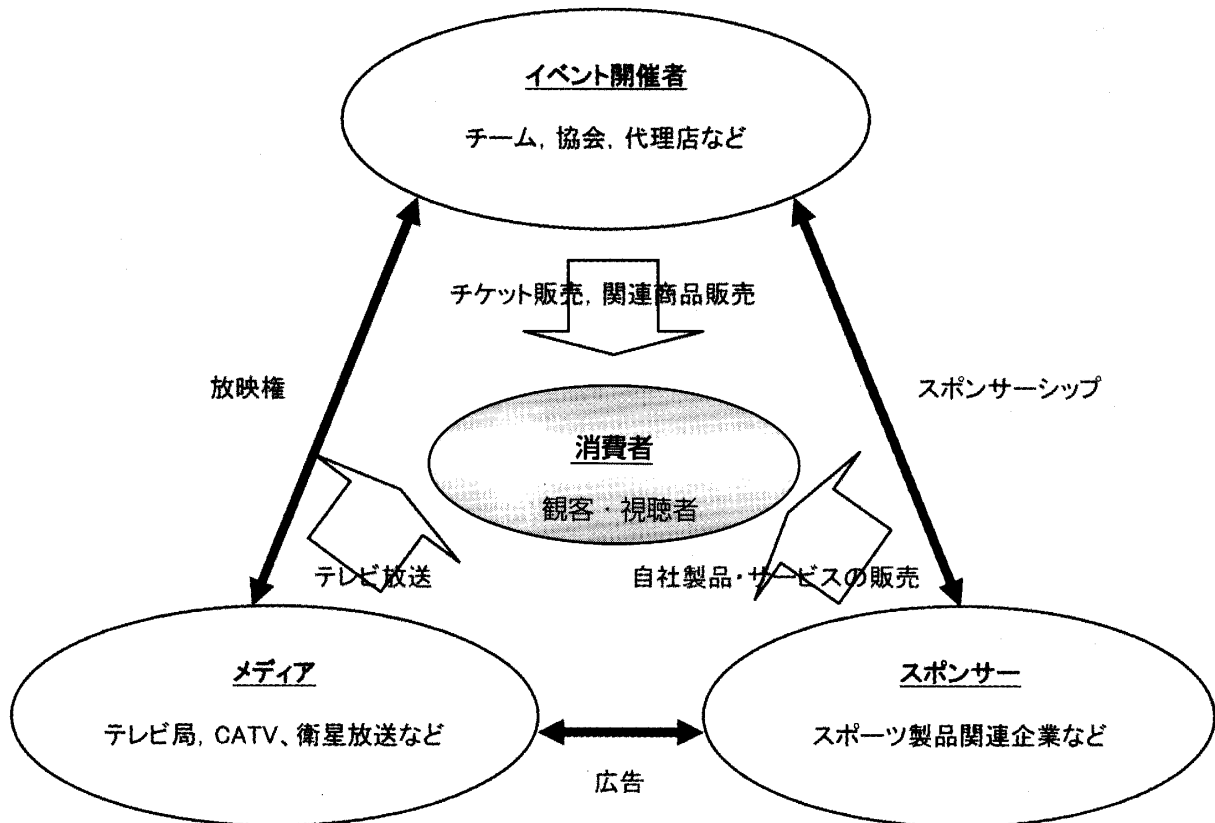 イベント開催者
チーム, 協会, 代理店など
チケット販売, 関連商品販売
放映権
スポンサーシップ
消費者
観客・視聴者
テレビ放送
自社製品・サービスの販売
メディア
テレビ局, CATV、衛星放送など
スポンサー
スポーツ製品関連企業など
広告